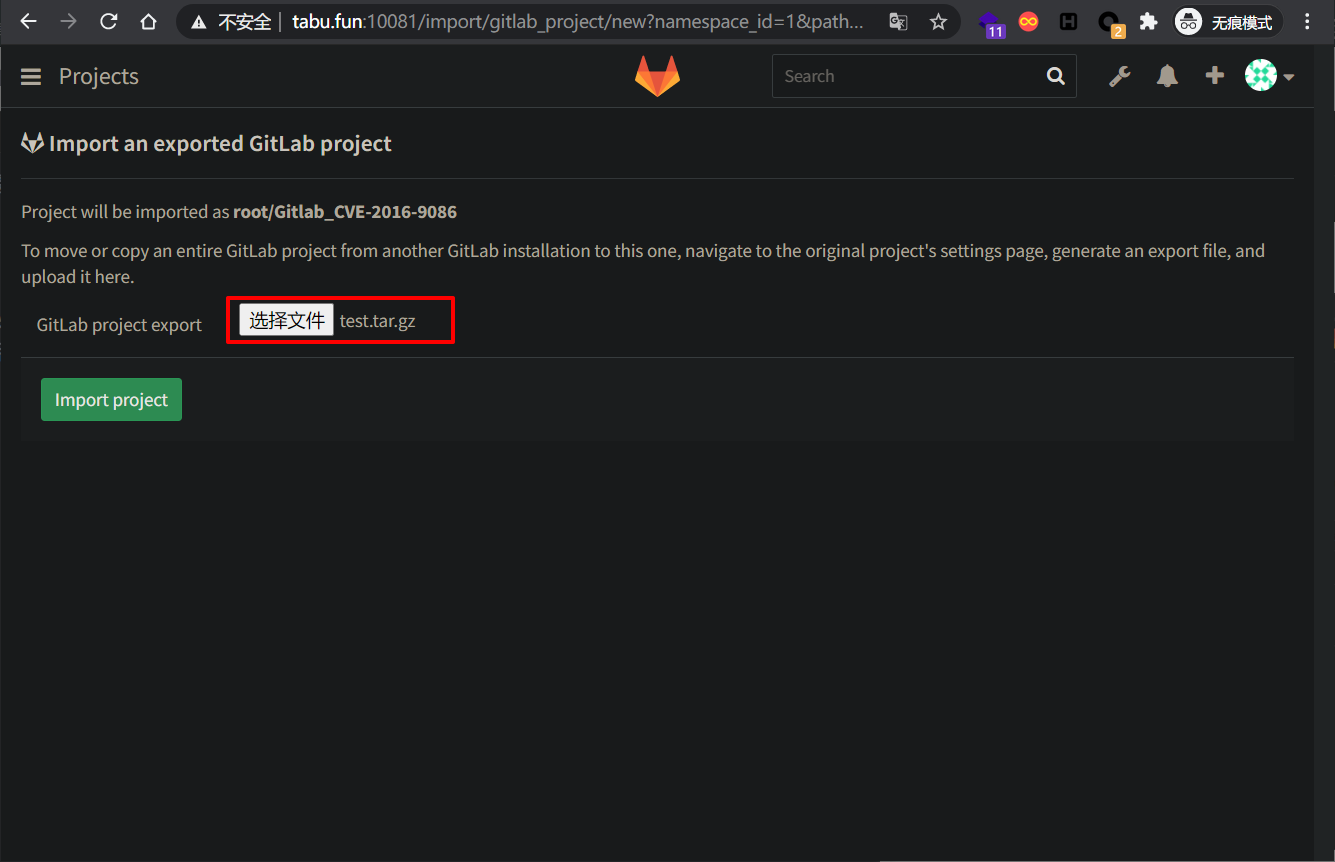 不安全 | tabu.fun:10081/import/gitlab_project/new?namespace_id=1&path...
11
2
无痕模式
Projects
Search
Import an exported GitLab project
Project will be imported as root/Gitlab_CVE-2016-9086
To move or copy an entire GitLab project from another GitLab installation to this one, navigate to the original project's settings page, generate an export file, and
upload it here.
GitLab project export 选择文件 test.tar.gz
Import project